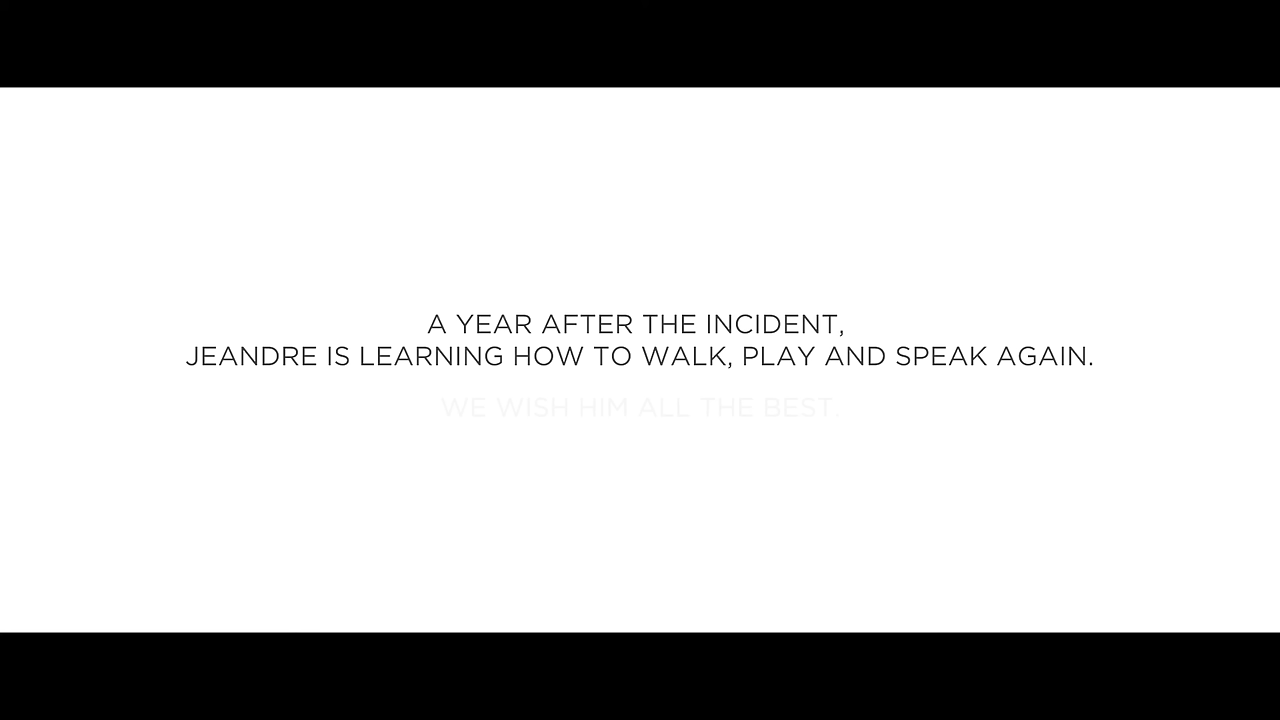 A YEAR AFTER THE INCIDENT,
JEANDRE IS LEARNING HOW TO WALK, PLAY AND SPEAK AGAIN.
WE WISH HIM ALL THE BEST.